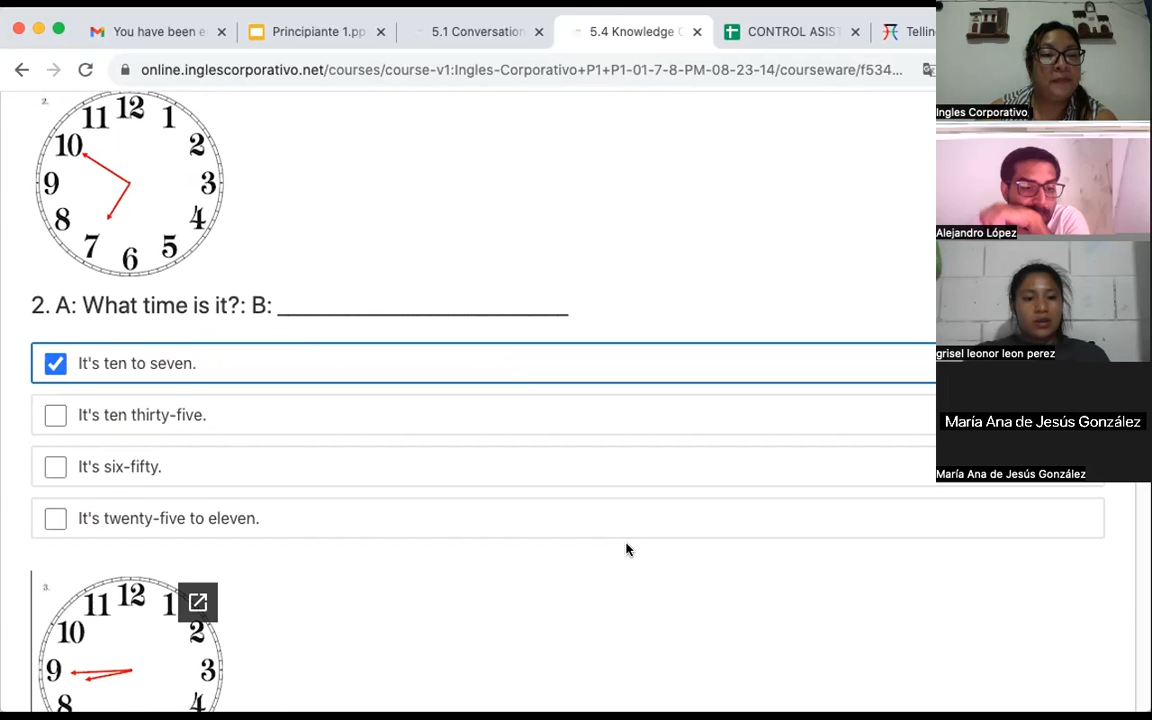 You have been e
Principiante 1.pp
5.1 Conversation
5.4 Knowledge C
CONTROL ASIS
Tellin
online.inglescorporativo.net/courses/course-v1:Ingles-Corporativo+P1+P1-01-7-8-PM-08-23-14/courseware/f534...
2.
12
11 1
10 2
9 3
8 4
7 5
6
2. A: What time is it?: B: ____________________
It's ten to seven.
It's ten thirty-five.
It's six-fifty.
It's twenty-five to eleven.
3.
12
11 1
10 2
9 3
8 4
Ingles Corporativo
Alejandro López
grisel leonor leon perez
María Ana de Jesús González
María Ana de Jesús González